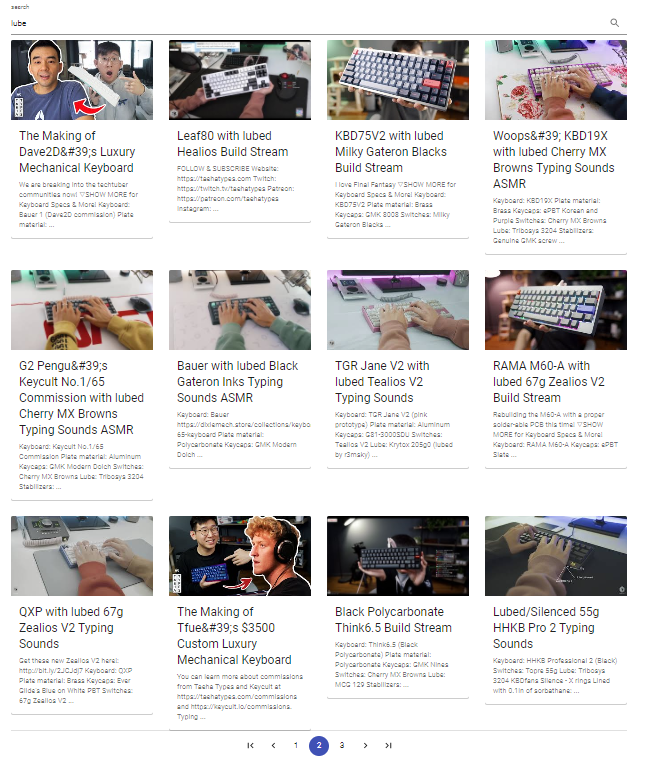 search
lube
The Making of
Dave2D&#39;s Luxury
Mechanical Keyboard
We are breaking into the techtuber
communities now! ▽SHOW MORE for
Keyboard Specs & More! Keyboard:
Bauer 1 (Dave2D commission) Plate
material: ...
Leaf80 with lubed
Healios Build Stream
FOLLOW & SUBSCRIBE Website:
https://taehatypes.com Twitch:
https://twitch.tv/taehatypes Patreon:
https://patreon.com/taehatypes
Instagram: ...
KBD75V2 with lubed
Milky Gateron Blacks
Build Stream
I love Final Fantasy ▽SHOW MORE for
Keyboard Specs & More! Keyboard:
KBD75V2 Plate material: Brass
Keycaps: GMK 8008 Switches: Milky
Gateron Blacks ...
Woops&#39; KBD19X
with lubed Cherry MX
Browns Typing Sounds
ASMR
Keyboard: KBD19X Plate material:
Brass Keycaps: ePBT Korean and
Purple Switches: Cherry MX Browns
Lube: Tribosys 3204 Stabilizers:
Genuine GMK screw ...
G2 Pengu&#39;s
Keycult No.1/65
Commission with lubed
Cherry MX Browns
Typing Sounds ASMR
Keyboard: Keycult No.1/65
Commission Plate material: Aluminum
Keycaps: GMK Modern Dolch Switches:
Cherry MX Browns Lube: Tribosys 3204
Stabilizers: ...
Bauer with lubed Black
Gateron Inks Typing
Sounds ASMR
Keyboard: Bauer
https://dixiemech.store/collections/keybo
65-keyboard Plate material:
Polycarbonate Keycaps: GMK Modern
Dolch ...
TGR Jane V2 with
lubed Tealios V2
Typing Sounds
Keyboard: TGR Jane V2 (pink
prototype) Plate material: Aluminum
Keycaps: G81-3000SDU Switches:
Tealios V2 Lube: Krytox 205g0 (lubed
by r3msky) ...
RAMA M60-A with
lubed 67g Zealios V2
Build Stream
Rebuilding the M60-A with a proper
solder-able PCB this time! ▽SHOW
MORE for Keyboard Specs & More!
Keyboard: RAMA M60-A Keycaps: ePBT
Slate ...
QXP with lubed 67g
Zealios V2 Typing
Sounds
Get these new Zealios V2 here!:
http://bit.ly/2JCJdj7 Keyboard: QXP
Plate material: Brass Keycaps: Ever
Glide's Blue on White PBT Switches:
67g Zealios V2 ...
The Making of
Tfue&#39;s $3500
Custom Luxury
Mechanical Keyboard
You can learn more about commissions
from Taeha Types and Keycult at
https://taehatypes.com/commissions
and https://keycult.io/commissions.
Typing ...
Black Polycarbonate
Think6.5 Build Stream
Keyboard: Think6.5 (Black
Polycarbonate) Plate material:
Polycarbonate Keycaps: GMK Nines
Switches: Cherry MX Browns Lube:
MCG 129 Stabilizers: ...
Lubed/Silenced 55g
HHKB Pro 2 Typing
Sounds
Keyboard: HHKB Professional 2 (Black)
Switches: Topre 55g Lube: Tribosys
3204 KBDfans Silence - X rings Lined
with 0.1in of sorbathane: ...
1 2 3